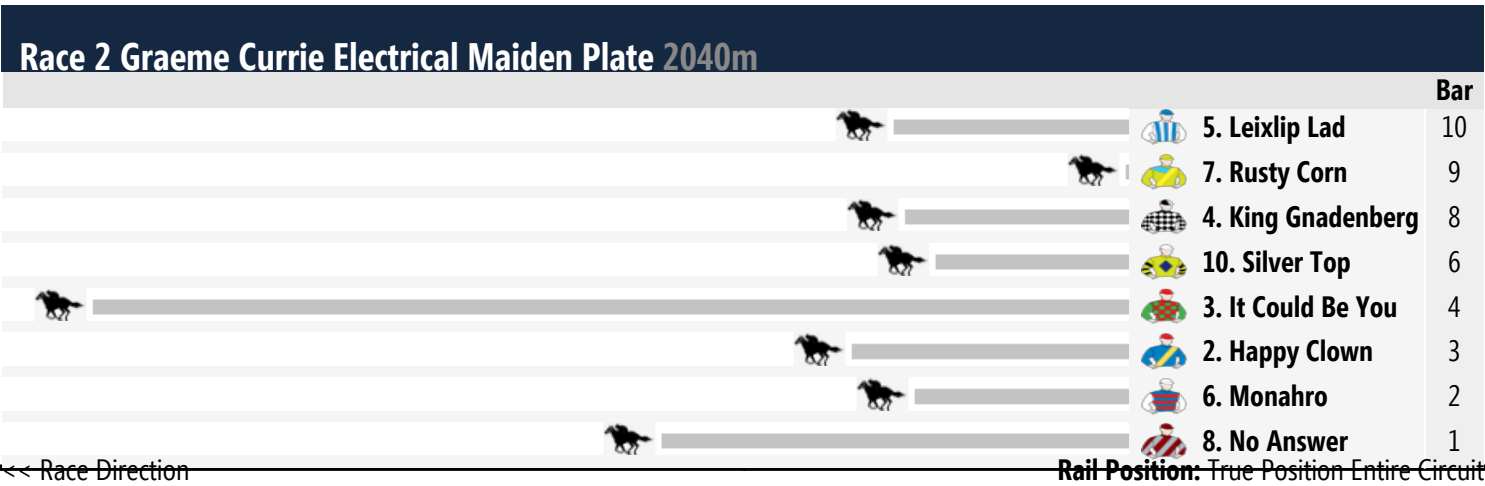 Race 2 Graeme Currie Electrical Maiden Plate 2040m
Bar
5. Leixlip Lad 10
7. Rusty Corn 9
4. King Gnadenberg 8
10. Silver Top 6
3. It Could Be You 4
2. Happy Clown 3
6. Monahro 2
8. No Answer 1
<< Race Direction Rail Position: True Position Entire Circuit